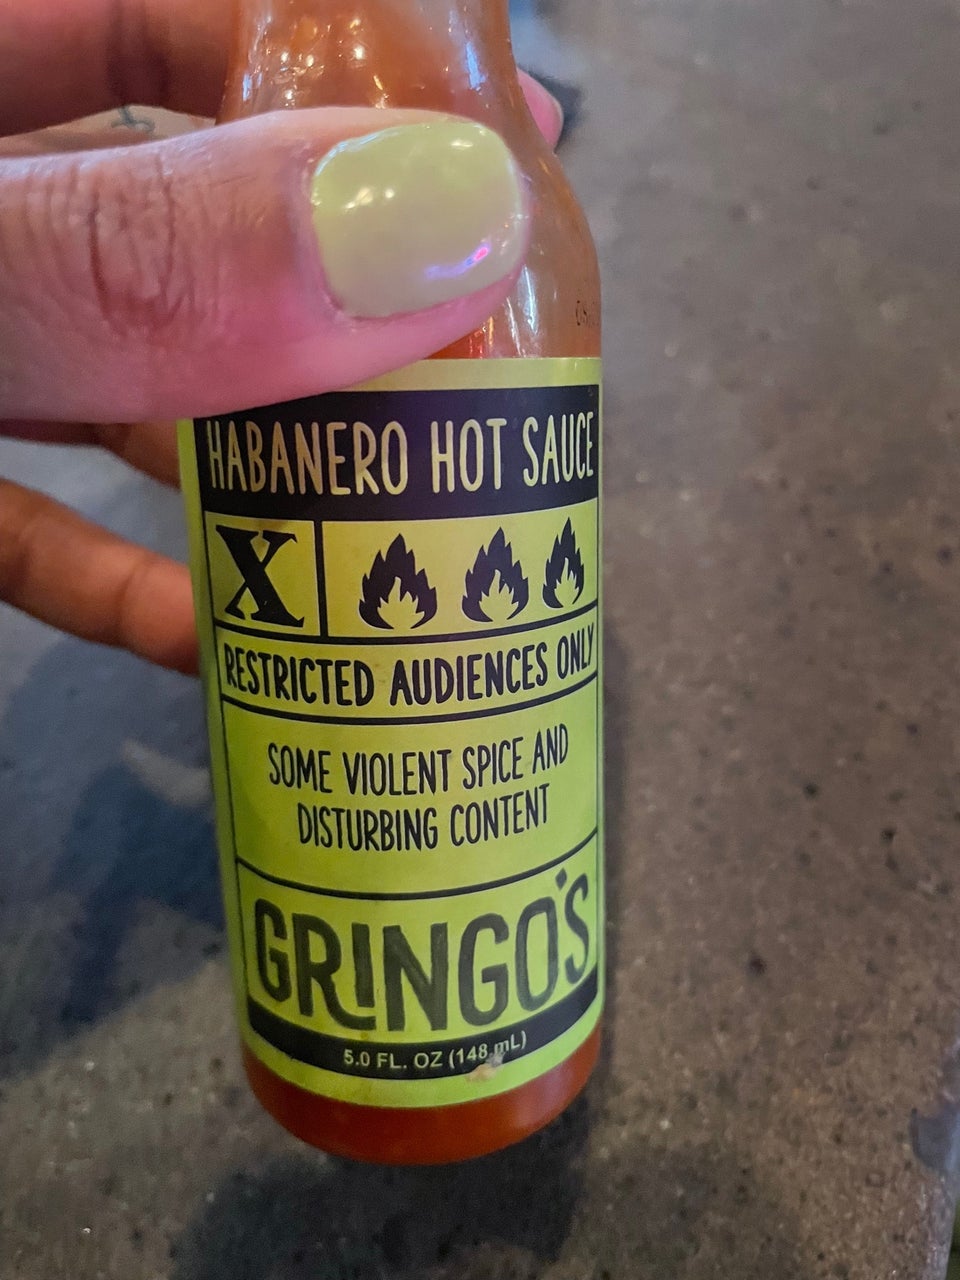 HABANERO HOT SAUCE
X
RESTRICTED AUDIENCES ONLY
SOME VIOLENT SPICE AND
DISTURBING CONTENT
GRINGO'S
5.0 FL. OZ (148 mL)